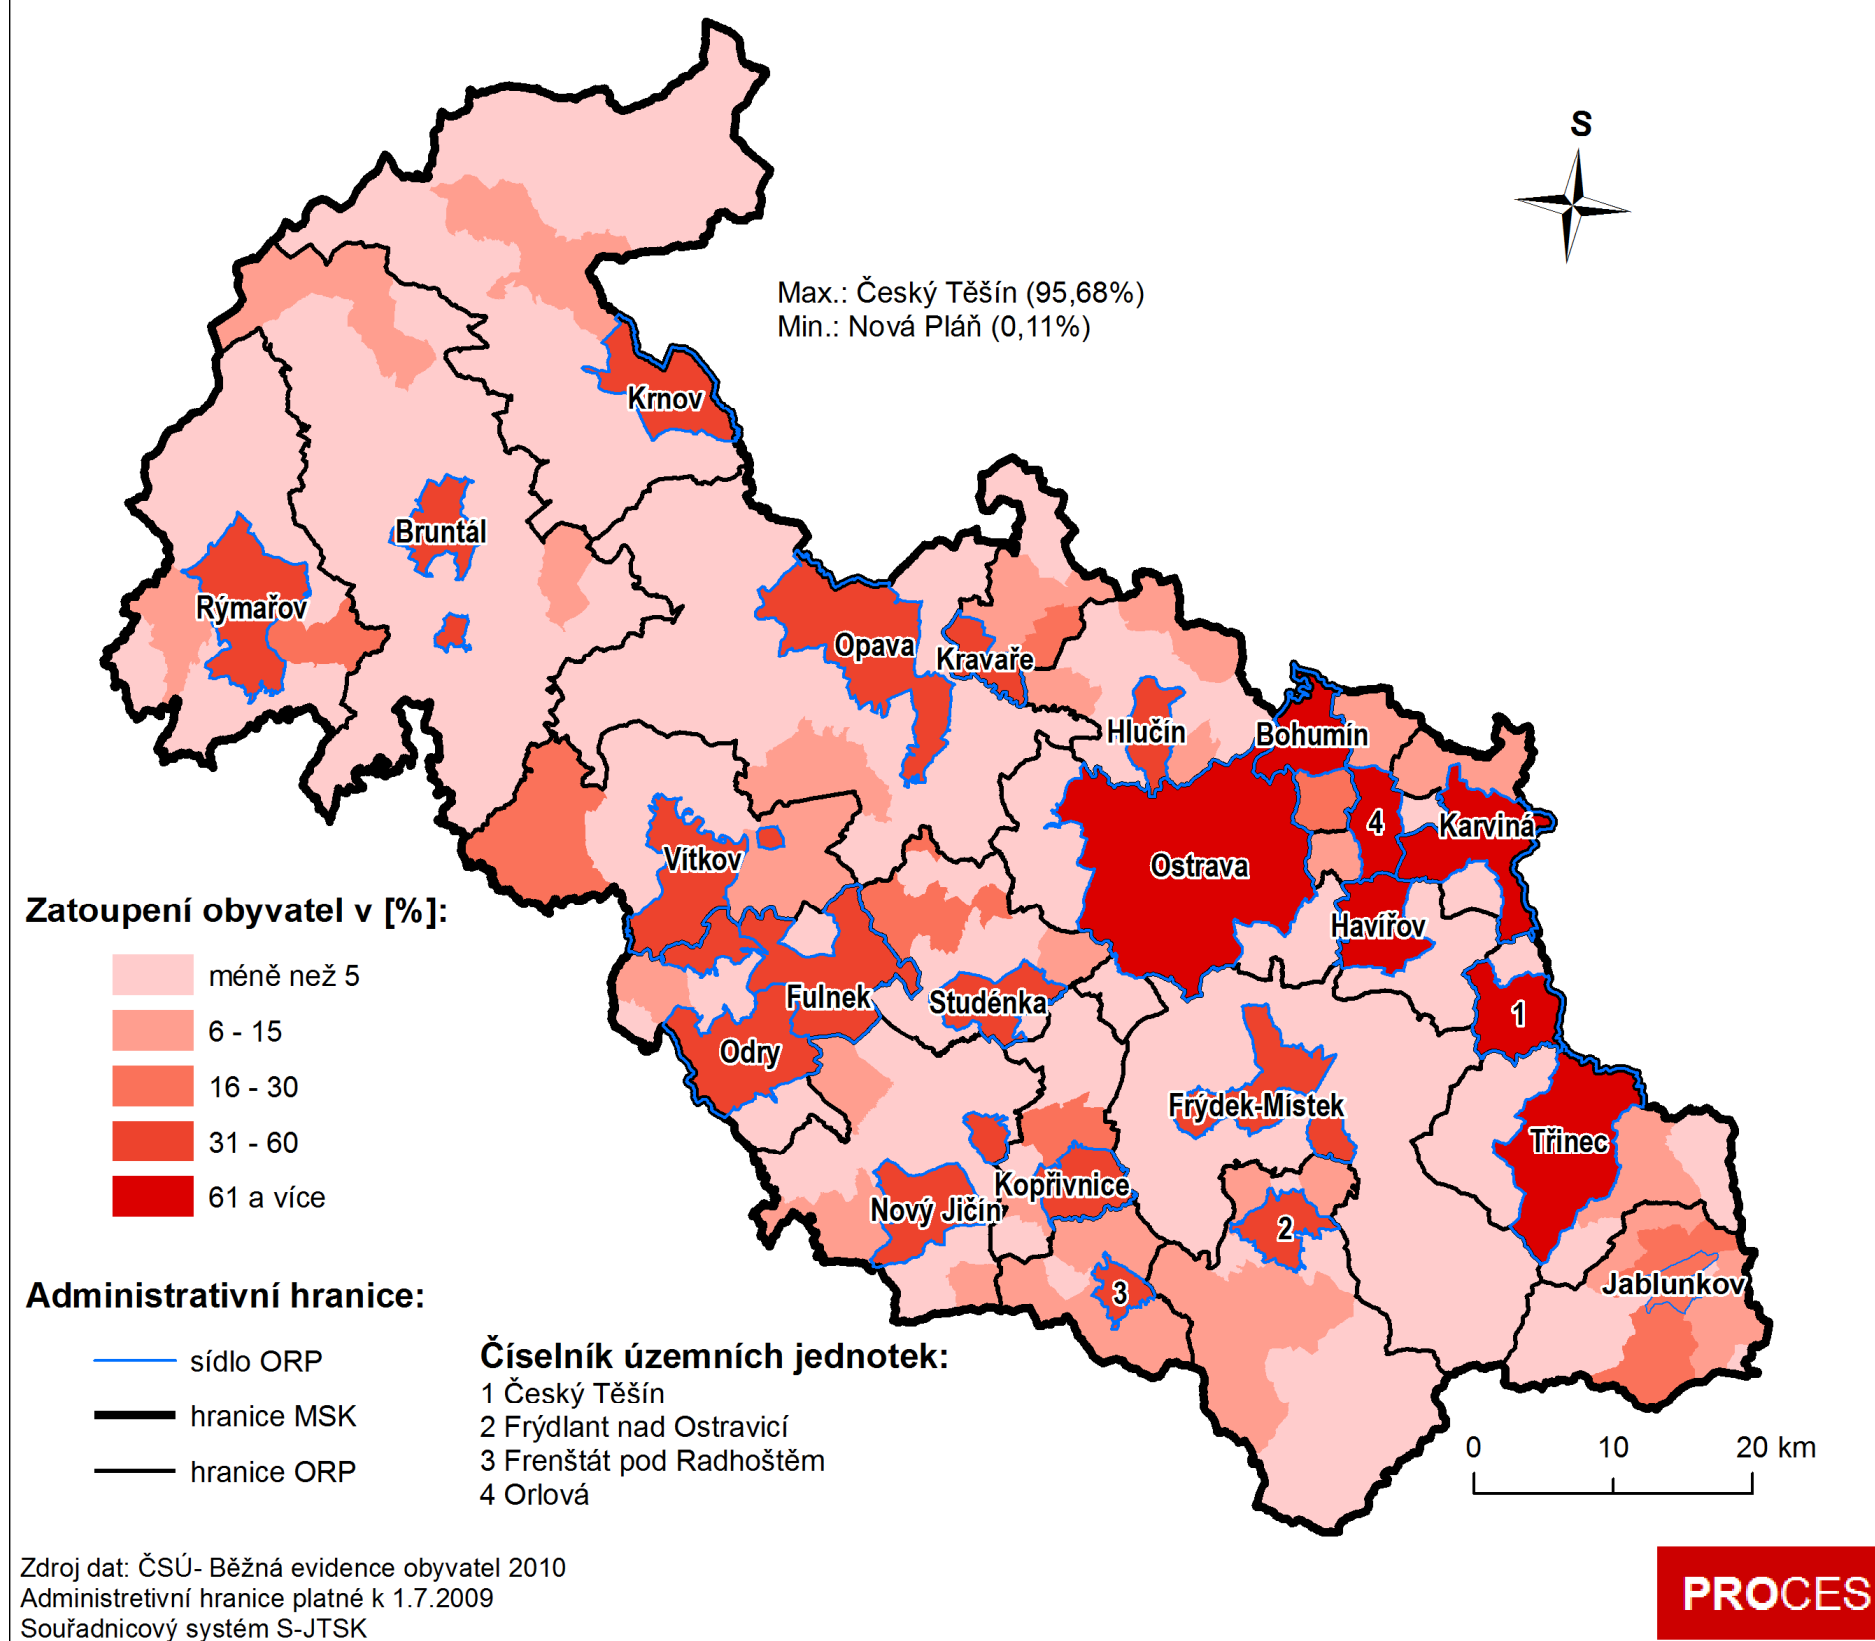 S
Max.: Český Těšín (95,68%)
Min.: Nová Pláň (0,11%)
Krnov
Bruntál
Rýmařov
Opava
Kravaře
Hlučín
Bohumín
4
Karviná
Vítkov
Ostrava
Havířov
Fulnek
Studénka
1
Odry
Frýdek-Místek
Třinec
Kopřivnice
Nový Jičín
2
3
Jablunkov
Zatoupení obyvatel v [%]:
méně než 5
6 - 15
16 - 30
31 - 60
61 a více
Administrativní hranice:
sídlo ORP
hranice MSK
hranice ORP
Číselník územních jednotek:
1 Český Těšín
2 Frýdlant nad Ostravicí
3 Frenštát pod Radhoštěm
4 Orlová
0 10 20 km
Zdroj dat: ČSÚ- Běžná evidence obyvatel 2010
Administretivní hranice platné k 1.7.2009
Souřadnicový systém S-JTSK
PROCES